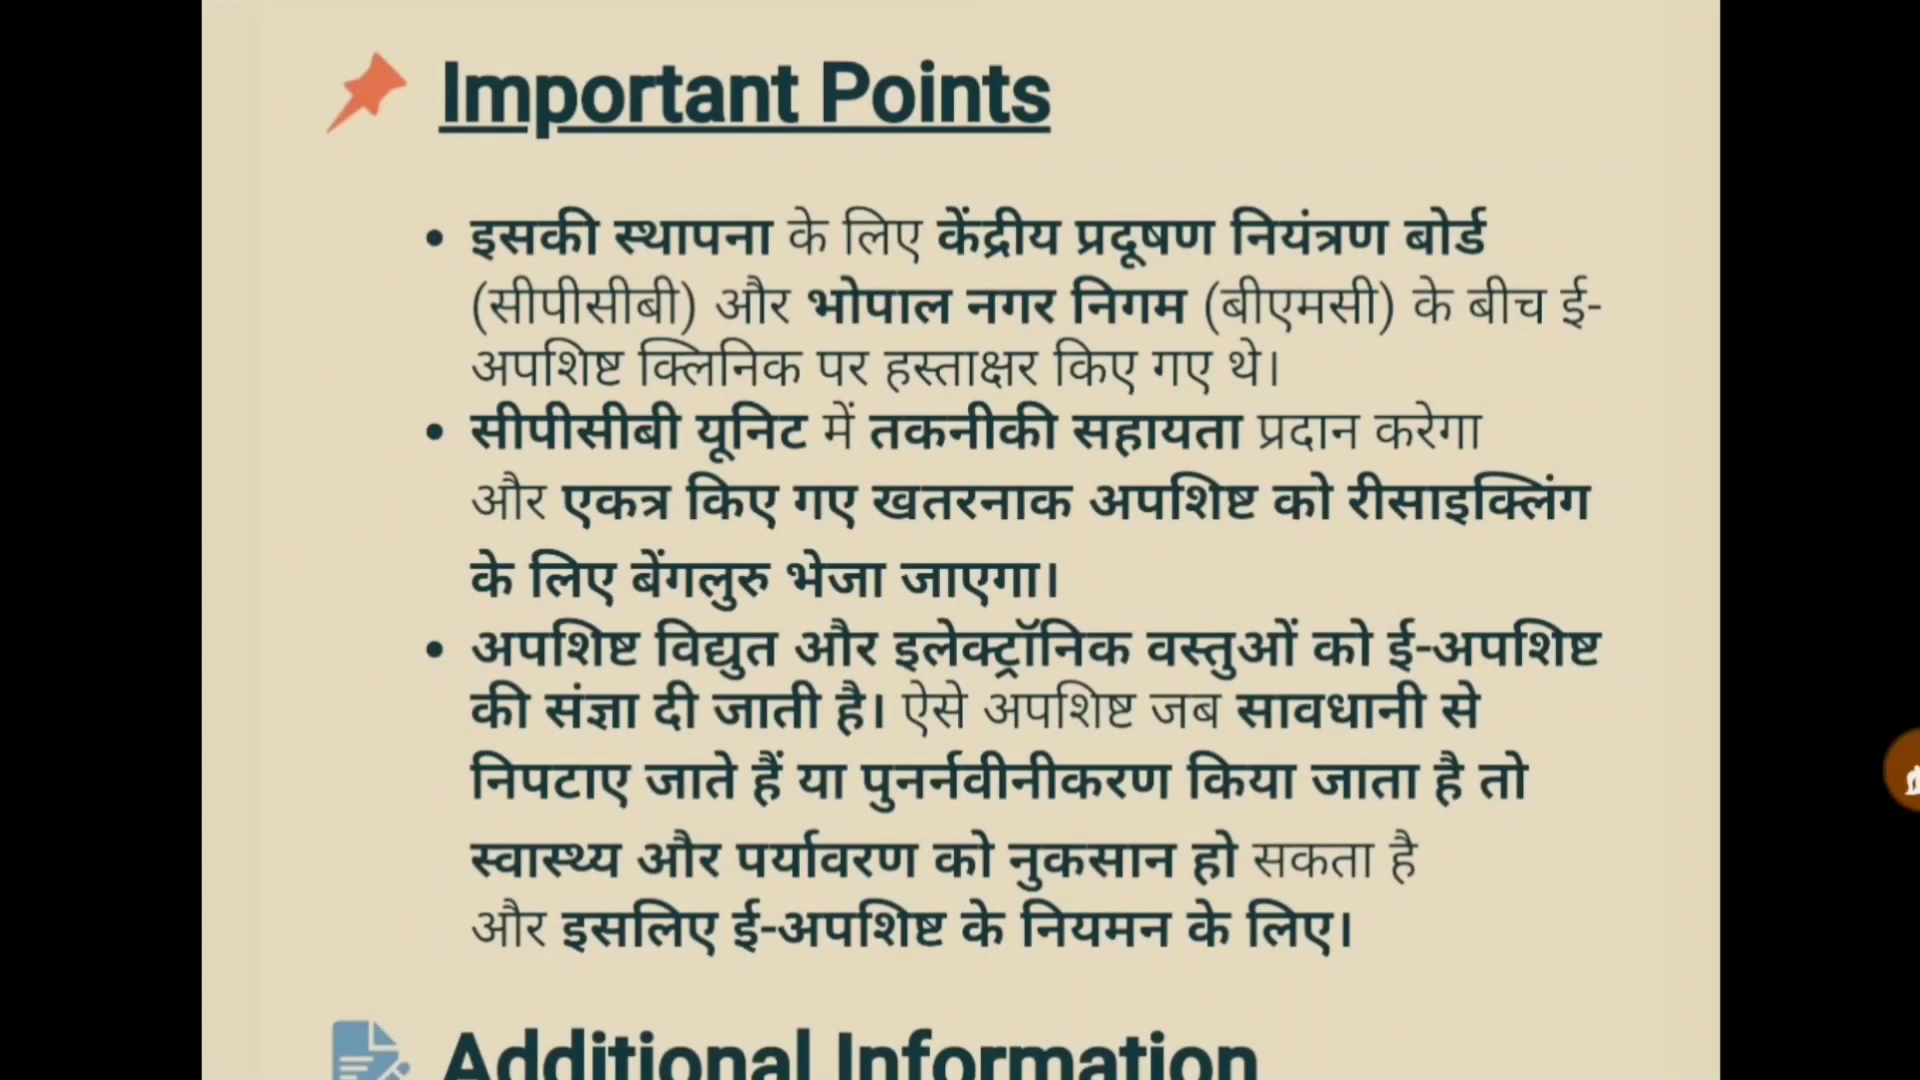 Important Points
• इसकी स्थापना के लिए केंद्रीय प्रदूषण नियंत्रण बोर्ड
(सीपीसीबी) और भोपाल नगर निगम (बीएमसी) के बीच ई-
अपशिष्ट क्लिनिक पर हस्ताक्षर किए गए थे।
• सीपीसीबी यूनिट में तकनीकी सहायता प्रदान करेगा
और एकत्र किए गए खतरनाक अपशिष्ट को रीसाइक्लिंग
के लिए बेंगलुरु भेजा जाएगा।
• अपशिष्ट विद्युत और इलेक्ट्रॉनिक वस्तुओं को ई-अपशिष्ट
की संज्ञा दी जाती है। ऐसे अपशिष्ट जब सावधानी से
निपटाए जाते हैं या पुनर्नवीनीकरण किया जाता है तो
स्वास्थ्य और पर्यावरण को नुकसान हो सकता है
और इसलिए ई-अपशिष्ट के नियमन के लिए।
Additional Information